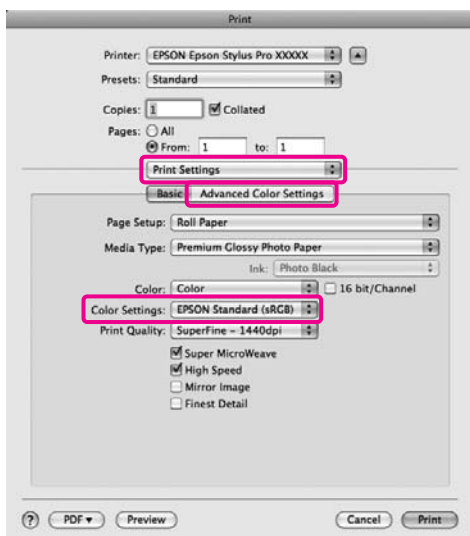 Print
Printer: EPSON Epson Stylus Pro XXXXX
Presets: Standard
Copies: 1 Collated
Pages: All
From: 1 to: 1
Print Settings
Basic Advanced Color Settings
Page Setup: Roll Paper
Media Type: Premium Glossy Photo Paper
Ink: Photo Black
Color: Color 16 bit/Channel
Color Settings: EPSON Standard (sRGB)
Print Quality: SuperFine - 1440dpi
Super MicroWeave
High Speed
Mirror Image
Finest Detail
? PDF Preview Cancel Print